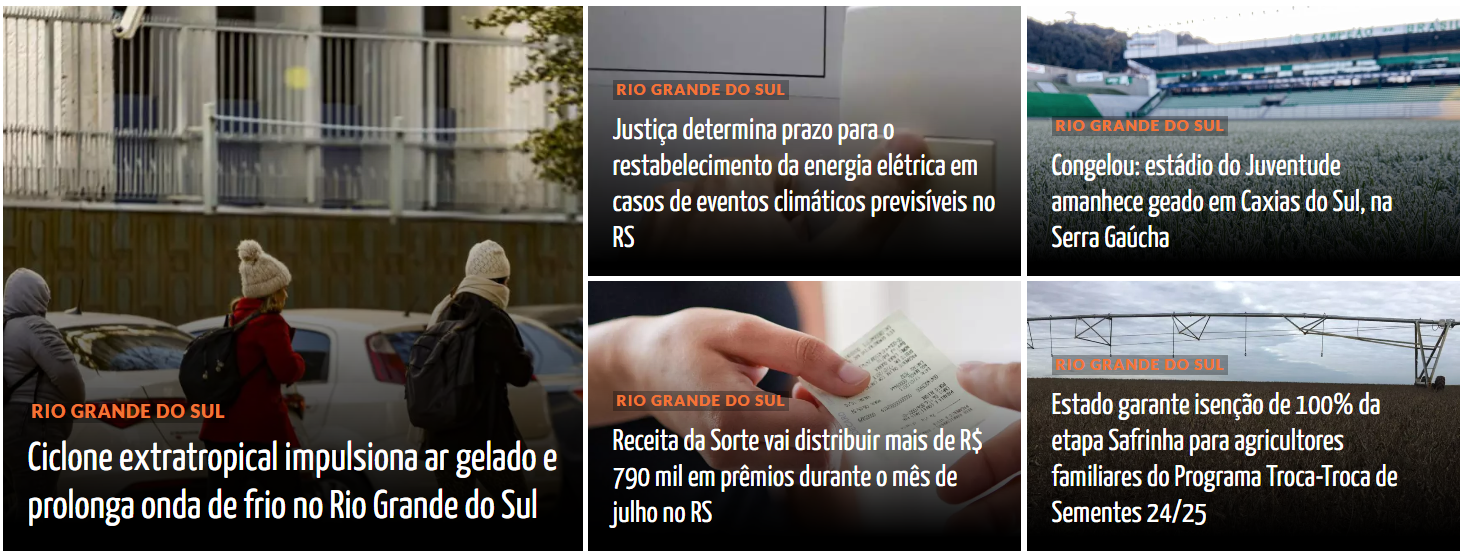 RIO GRANDE DO SUL
Ciclone extratropical impulsiona ar gelado e
prolonga onda de frio no Rio Grande do Sul
RIO GRANDE DO SUL
Justiça determina prazo para o
restabelecimento da energia elétrica em
casos de eventos climáticos previsíveis no
RS
CAMPEÃO DO BRASIL
RIO GRANDE DO SUL
Congelou: estádio do Juventude
amanhece geado em Caxias do Sul, na
Serra Gaúcha
RIO GRANDE DO SUL
Receita da Sorte vai distribuir mais de R$
790 mil em prêmios durante o mês de
julho no RS
RIO GRANDE DO SUL
Estado garante isenção de 100% da
etapa Safrinha para agricultores
familiares do Programa Troca-Troca de
Sementes 24/25